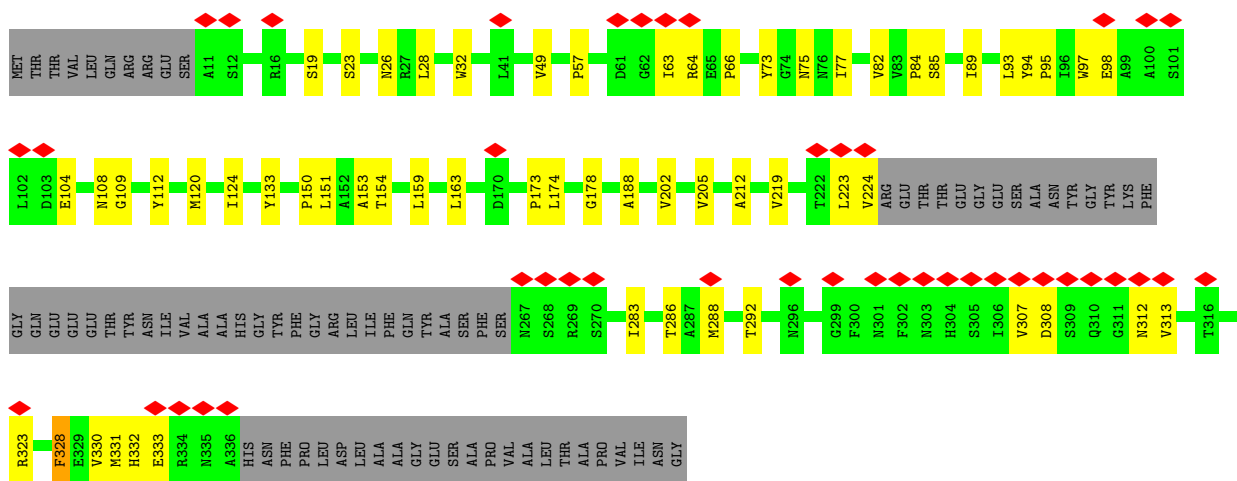 MET THR THR VAL LEU GLN ARG ARG GLU SER A11 S12 R16 S19 S23 N26 R27 L28 W32 L41 V49 P57 D61 G62 I63 R64 E65 P66 Y73 G74 N75 N76 I77 V82 V83 P84 S85 I89 L93 Y94 P95 I96 W97 E98 A99 A100 S101
L102 D103 E104 N108 G109 Y112 M120 I124 Y133 P150 L151 A152 A153 T154 L159 L163 D170 P173 L174 G178 A188 V202 V205 A212 V219 T222 L223 V224 ARG GLU THR THR GLU GLY GLU SER ALA ASN TYR GLY TYR LYS PHE
GLY GLN GLU GLU GLU THR TYR ASN ILE VAL ALA ALA HIS GLY TYR PHE GLY ARG LEU ILE PHE GLN TYR ALA SER PHE SER N267 S268 R269 S270 I283 T286 A287 M288 T292 N296 G299 F300 N301 F302 N303 H304 S305 I306 V307 D308 S309 Q310 G311 N312 V313 T316
R323 F328 E329 V330 M331 H332 E333 R334 N335 A336 HIS ASN PHE PRO LEU ASP LEU ALA ALA GLY GLU SER ALA PRO VAL ALA LEU THR ALA PRO VAL ILE ASN GLY